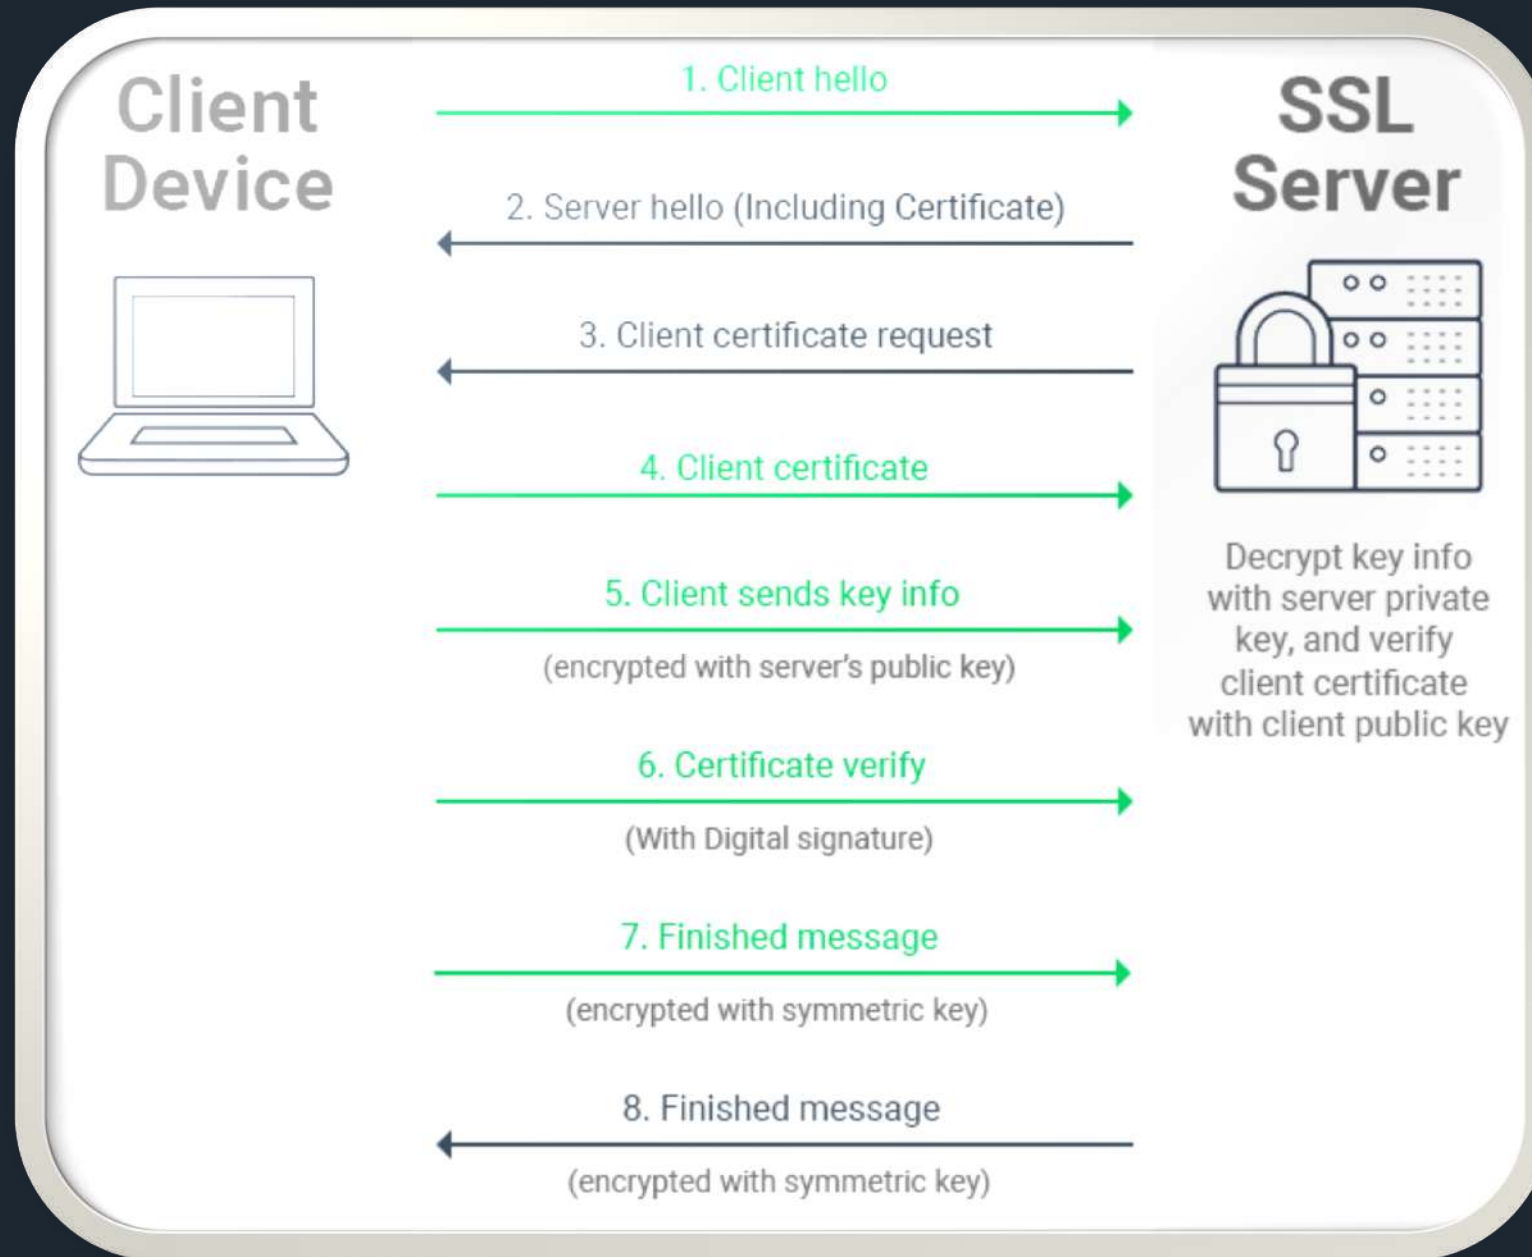 Client
Device
1. Client hello
SSL
Server
2. Server hello (Including Certificate)
3. Client certificate request
4. Client certificate
5. Client sends key info
(encrypted with server's public key)
Decrypt key info
with server private
key, and verify
client certificate
with client public key
6. Certificate verify
(With Digital signature)
7. Finished message
(encrypted with symmetric key)
8. Finished message
(encrypted with symmetric key)